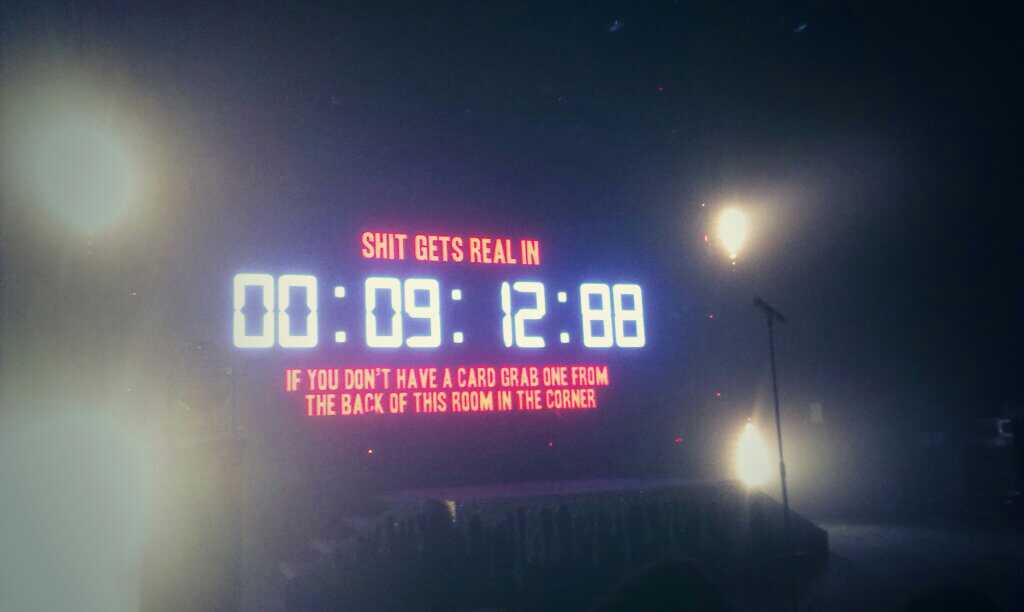 SHIT GETS REAL IN
00:09:12:88
IF YOU DON'T HAVE A CARD GRAB ONE FROM
THE BACK OF THIS ROOM IN THE CORNER